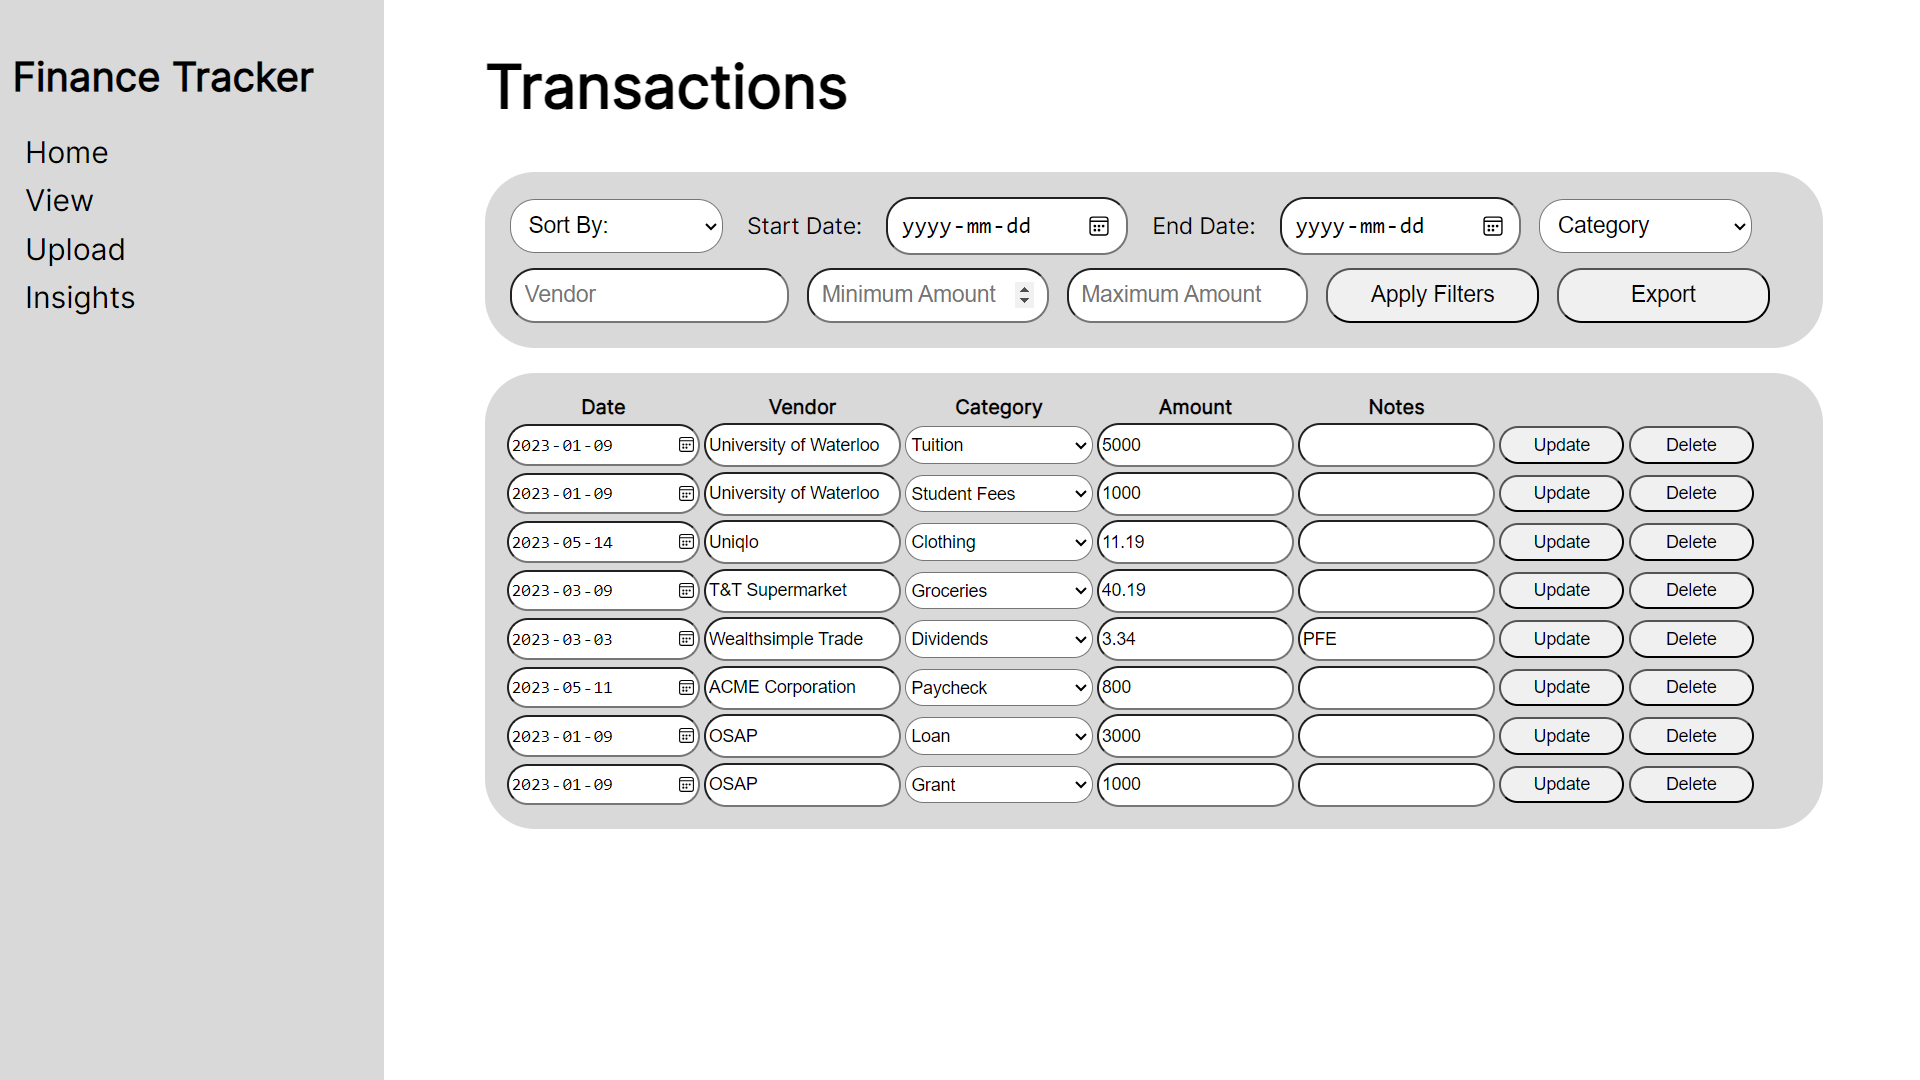 Finance Tracker
Home
View
Upload
Insights
Transactions
Sort By: Start Date: yyyy-mm-dd End Date: yyyy-mm-dd Category
Vendor Minimum Amount Maximum Amount Apply Filters Export
Date Vendor Category Amount Notes
2023-01-09 University of Waterloo Tuition 5000 Update Delete
2023-01-09 University of Waterloo Student Fees 1000 Update Delete
2023-05-14 Uniqlo Clothing 11.19 Update Delete
2023-03-09 T&T Supermarket Groceries 40.19 Update Delete
2023-03-03 Wealthsimple Trade Dividends 3.34 PFE Update Delete
2023-05-11 ACME Corporation Paycheck 800 Update Delete
2023-01-09 OSAP Loan 3000 Update Delete
2023-01-09 OSAP Grant 1000 Update Delete